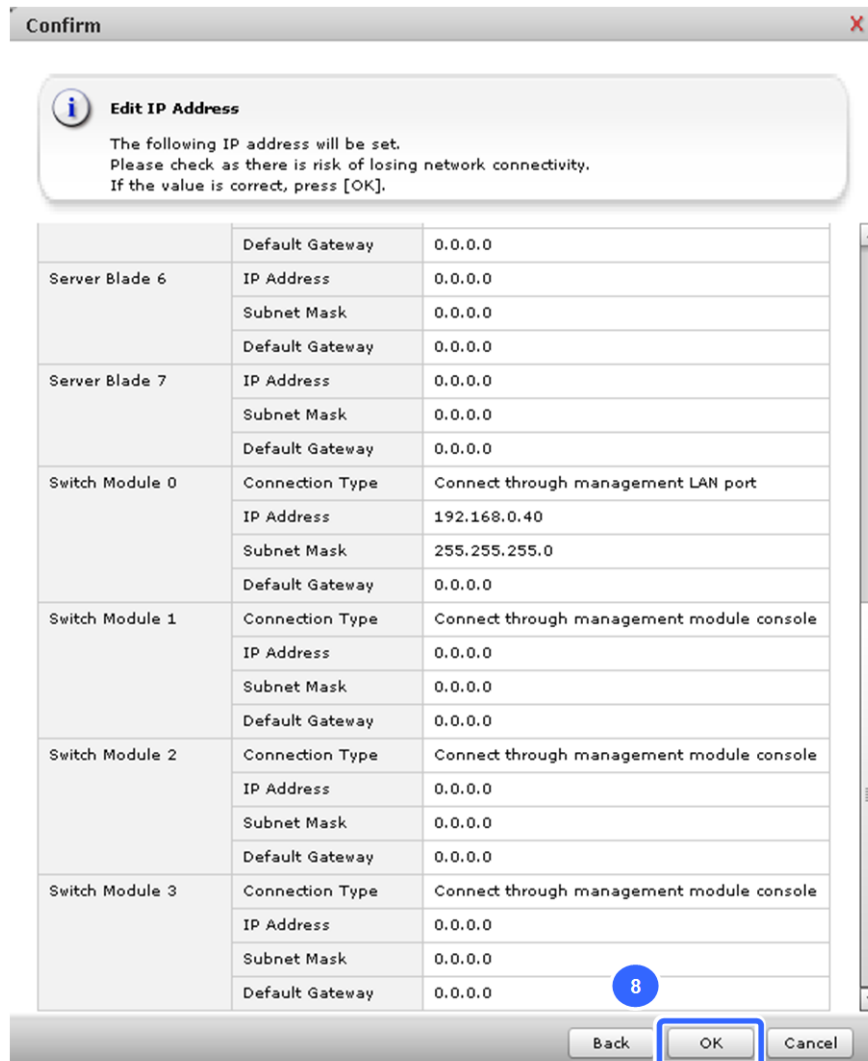 Confirm
X
i
Edit IP Address
The following IP address will be set.
Please check as there is risk of losing network connectivity.
If the value is correct, press [OK].
Default Gateway 0.0.0.0
Server Blade 6 IP Address 0.0.0.0
Subnet Mask 0.0.0.0
Default Gateway 0.0.0.0
Server Blade 7 IP Address 0.0.0.0
Subnet Mask 0.0.0.0
Default Gateway 0.0.0.0
Switch Module 0 Connection Type Connect through management LAN port
IP Address 192.168.0.40
Subnet Mask 255.255.255.0
Default Gateway 0.0.0.0
Switch Module 1 Connection Type Connect through management module console
IP Address 0.0.0.0
Subnet Mask 0.0.0.0
Default Gateway 0.0.0.0
Switch Module 2 Connection Type Connect through management module console
IP Address 0.0.0.0
Subnet Mask 0.0.0.0
Default Gateway 0.0.0.0
Switch Module 3 Connection Type Connect through management module console
IP Address 0.0.0.0
Subnet Mask 0.0.0.0
Default Gateway 0.0.0.0
8
Back OK Cancel